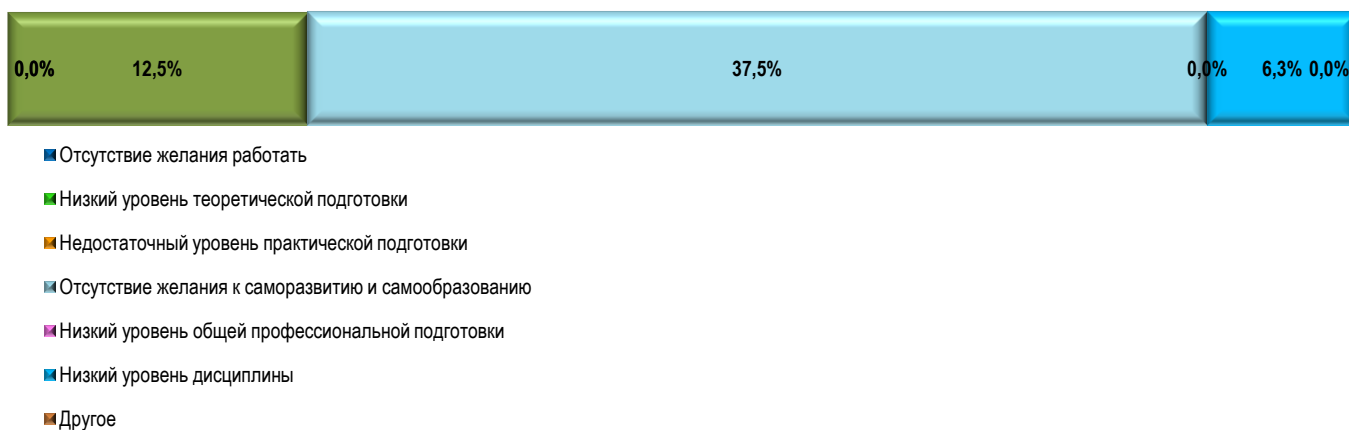 0,0% 12,5% 37,5% 0,0% 6,3% 0,0%
Отсутствие желания работать
Низкий уровень теоретической подготовки
Недостаточный уровень практической подготовки
Отсутствие желания к саморазвитию и самообразованию
Низкий уровень общей профессиональной подготовки
Низкий уровень дисциплины
Другое